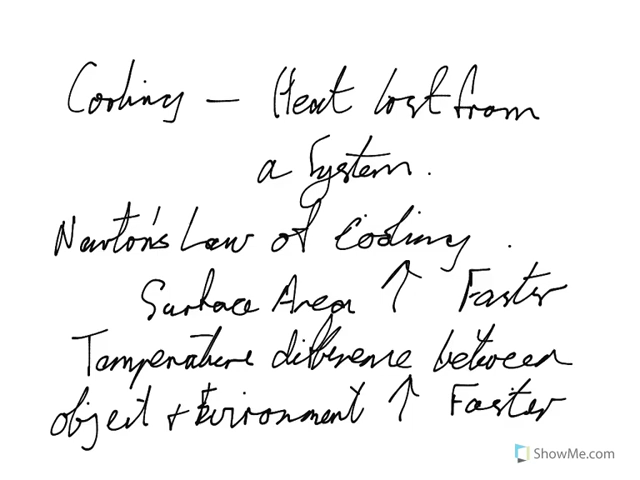 Cooling – Heat lost from
a System.
Newton's Law of Cooling.
Surface Area ↑ Faster
Temperature difference between
object + Environment ↑ Faster
ShowMe.com